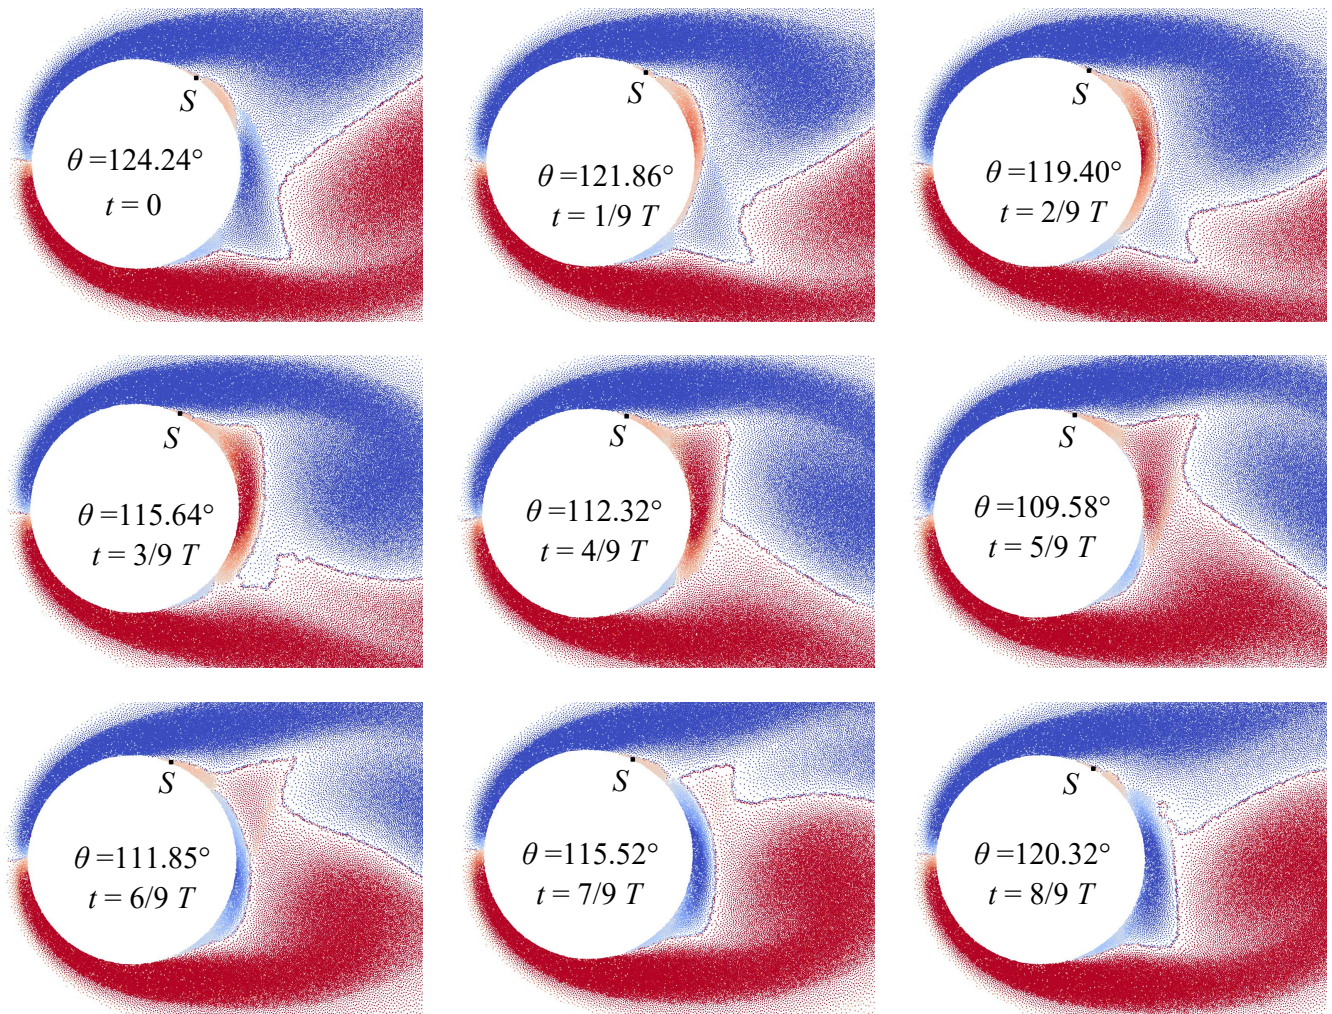 S
θ =124.24°
t = 0
S
θ =121.86°
t = 1/9 T
S
θ =119.40°
t = 2/9 T
S
θ =115.64°
t = 3/9 T
S
θ =112.32°
t = 4/9 T
S
θ =109.58°
t = 5/9 T
S
θ =111.85°
t = 6/9 T
S
θ =115.52°
t = 7/9 T
S
θ =120.32°
t = 8/9 T